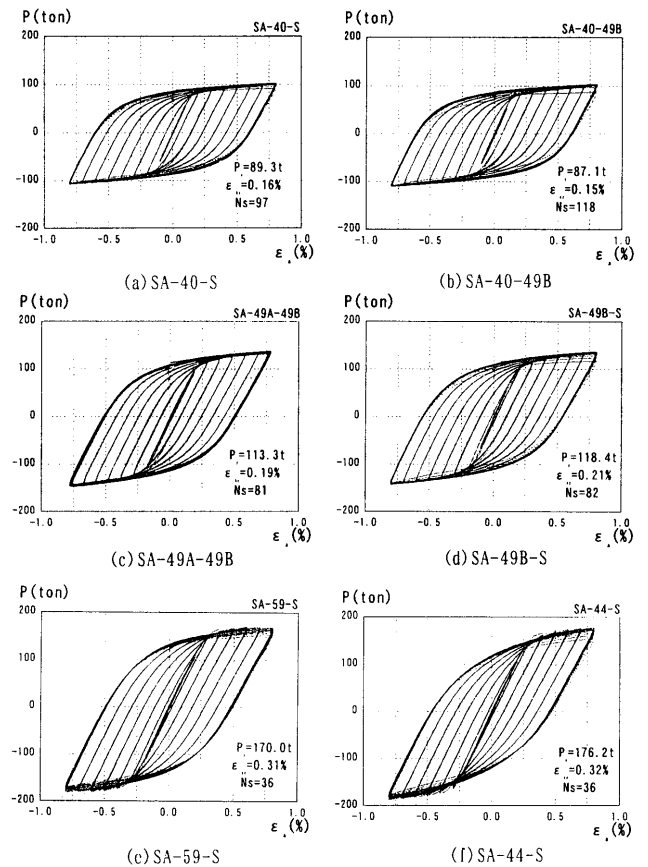 P(ton)
SA-40-S
200
100
0
-100
-200
P=89.3t
ε =0.16%
Ns=97
-1.0 -0.5 0.0 0.5 1.0
ε (%)
(a)SA-40-S
P(ton)
SA-40-49B
200
100
0
-100
-200
P=87.1t
ε =0.15%
Ns=118
-1.0 -0.5 0.0 0.5 1.0
ε (%)
(b)SA-40-49B
P(ton)
SA-49A-49B
200
100
0
-100
-200
P=113.3t
ε =0.19%
Ns=81
-1.0 -0.5 0.0 0.5 1.0
ε (%)
(c)SA-49A-49B
P(ton)
SA-49B-S
200
100
0
-100
-200
P=118.4t
ε =0.21%
Ns=82
-1.0 -0.5 0.0 0.5 1.0
ε (%)
(d)SA-49B-S
P(ton)
SA-59-S
200
100
0
-100
-200
P=170.0t
ε =0.31%
Ns=36
-1.0 -0.5 0.0 0.5 1.0
ε (%)
(e)SA-59-S
P(ton)
SA-44-S
200
100
0
-100
-200
P=176.2t
ε =0.32%
Ns=36
-1.0 -0.5 0.0 0.5 1.0
ε (%)
(f)SA-44-S